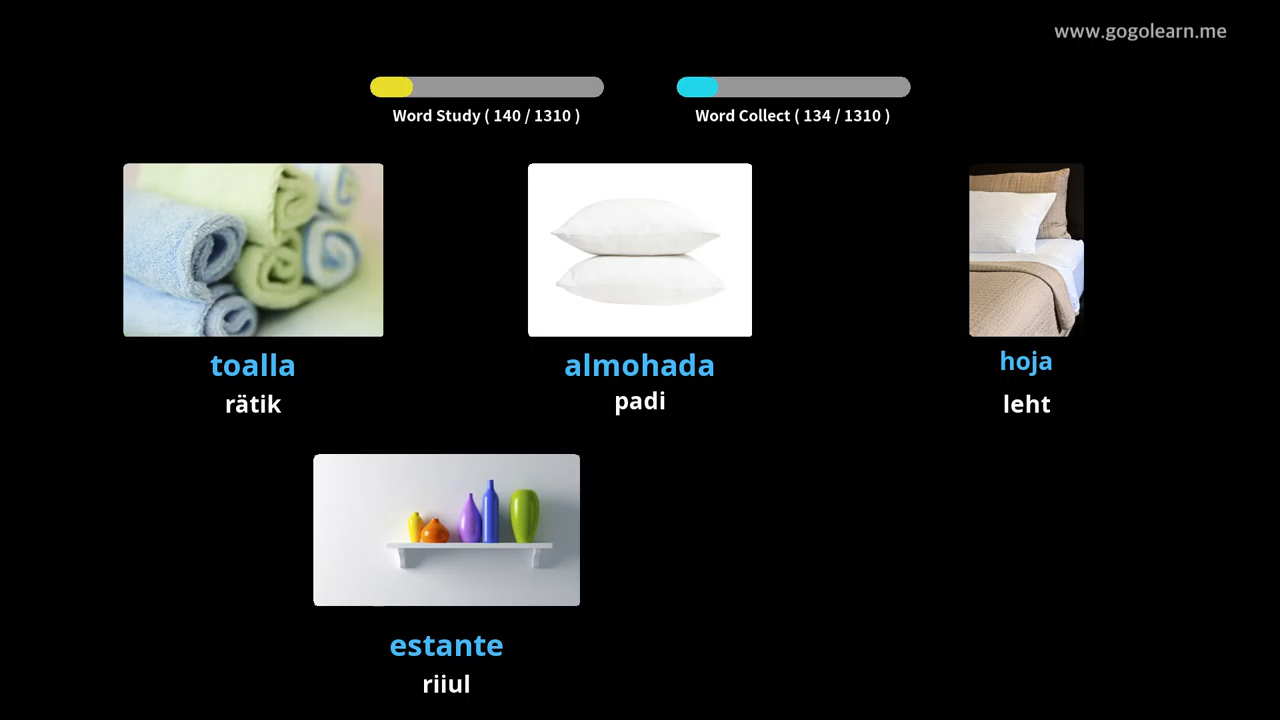 www.gogolearn.me
Word Study ( 140 / 1310 )
Word Collect ( 134 / 1310 )
toalla
rätik
almohada
padi
hoja
leht
estante
riiul